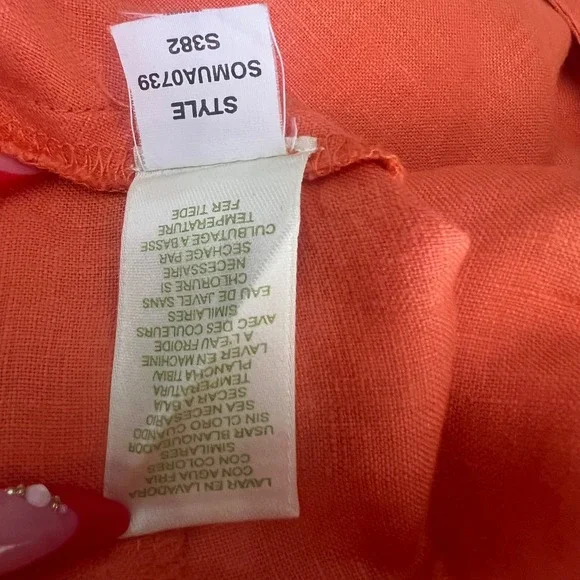 LAVAR EN LAVADORA
CON AGUA FRIA
CON COLORES
SIMILARES
USAR BLANQUEADOR
SIN CLORO CUANDO
SEA NECESARIO
SECAR A BAJA
TEMPERATURA
PLANCHA TIBIA/
LAVER EN MACHINE
A L'EAU FROIDE
AVEC DES COULEURS
SIMILAIRES
EAU DE JAVEL SANS
CHLORURE SI
NECESSAIRE
SECHAGE PAR
CULBUTAGE A BASSE
TEMPERATURE
FER TIEDE
STYLE
SOMUA0739
S382